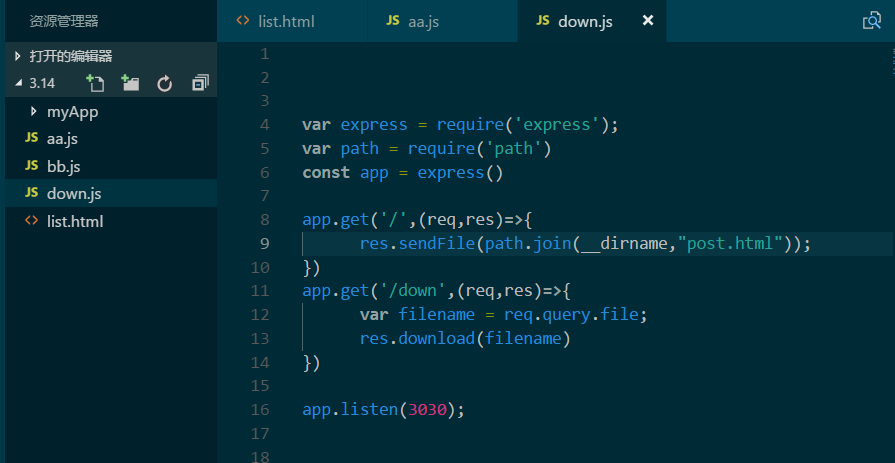 资源管理器
打开的编辑器
3.14
myApp
JS aa.js
JS bb.js
JS down.js
<> list.html
<> list.html
JS aa.js
JS down.js ×
1
2
3
4 var express = require('express');
5 var path = require('path')
6 const app = express()
7
8 app.get('/',(req,res)=>{
9 res.sendFile(path.join(__dirname,"post.html"));
10 })
11 app.get('/down',(req,res)=>{
12 var filename = req.query.file;
13 res.download(filename)
14 })
15
16 app.listen(3030);
17
18